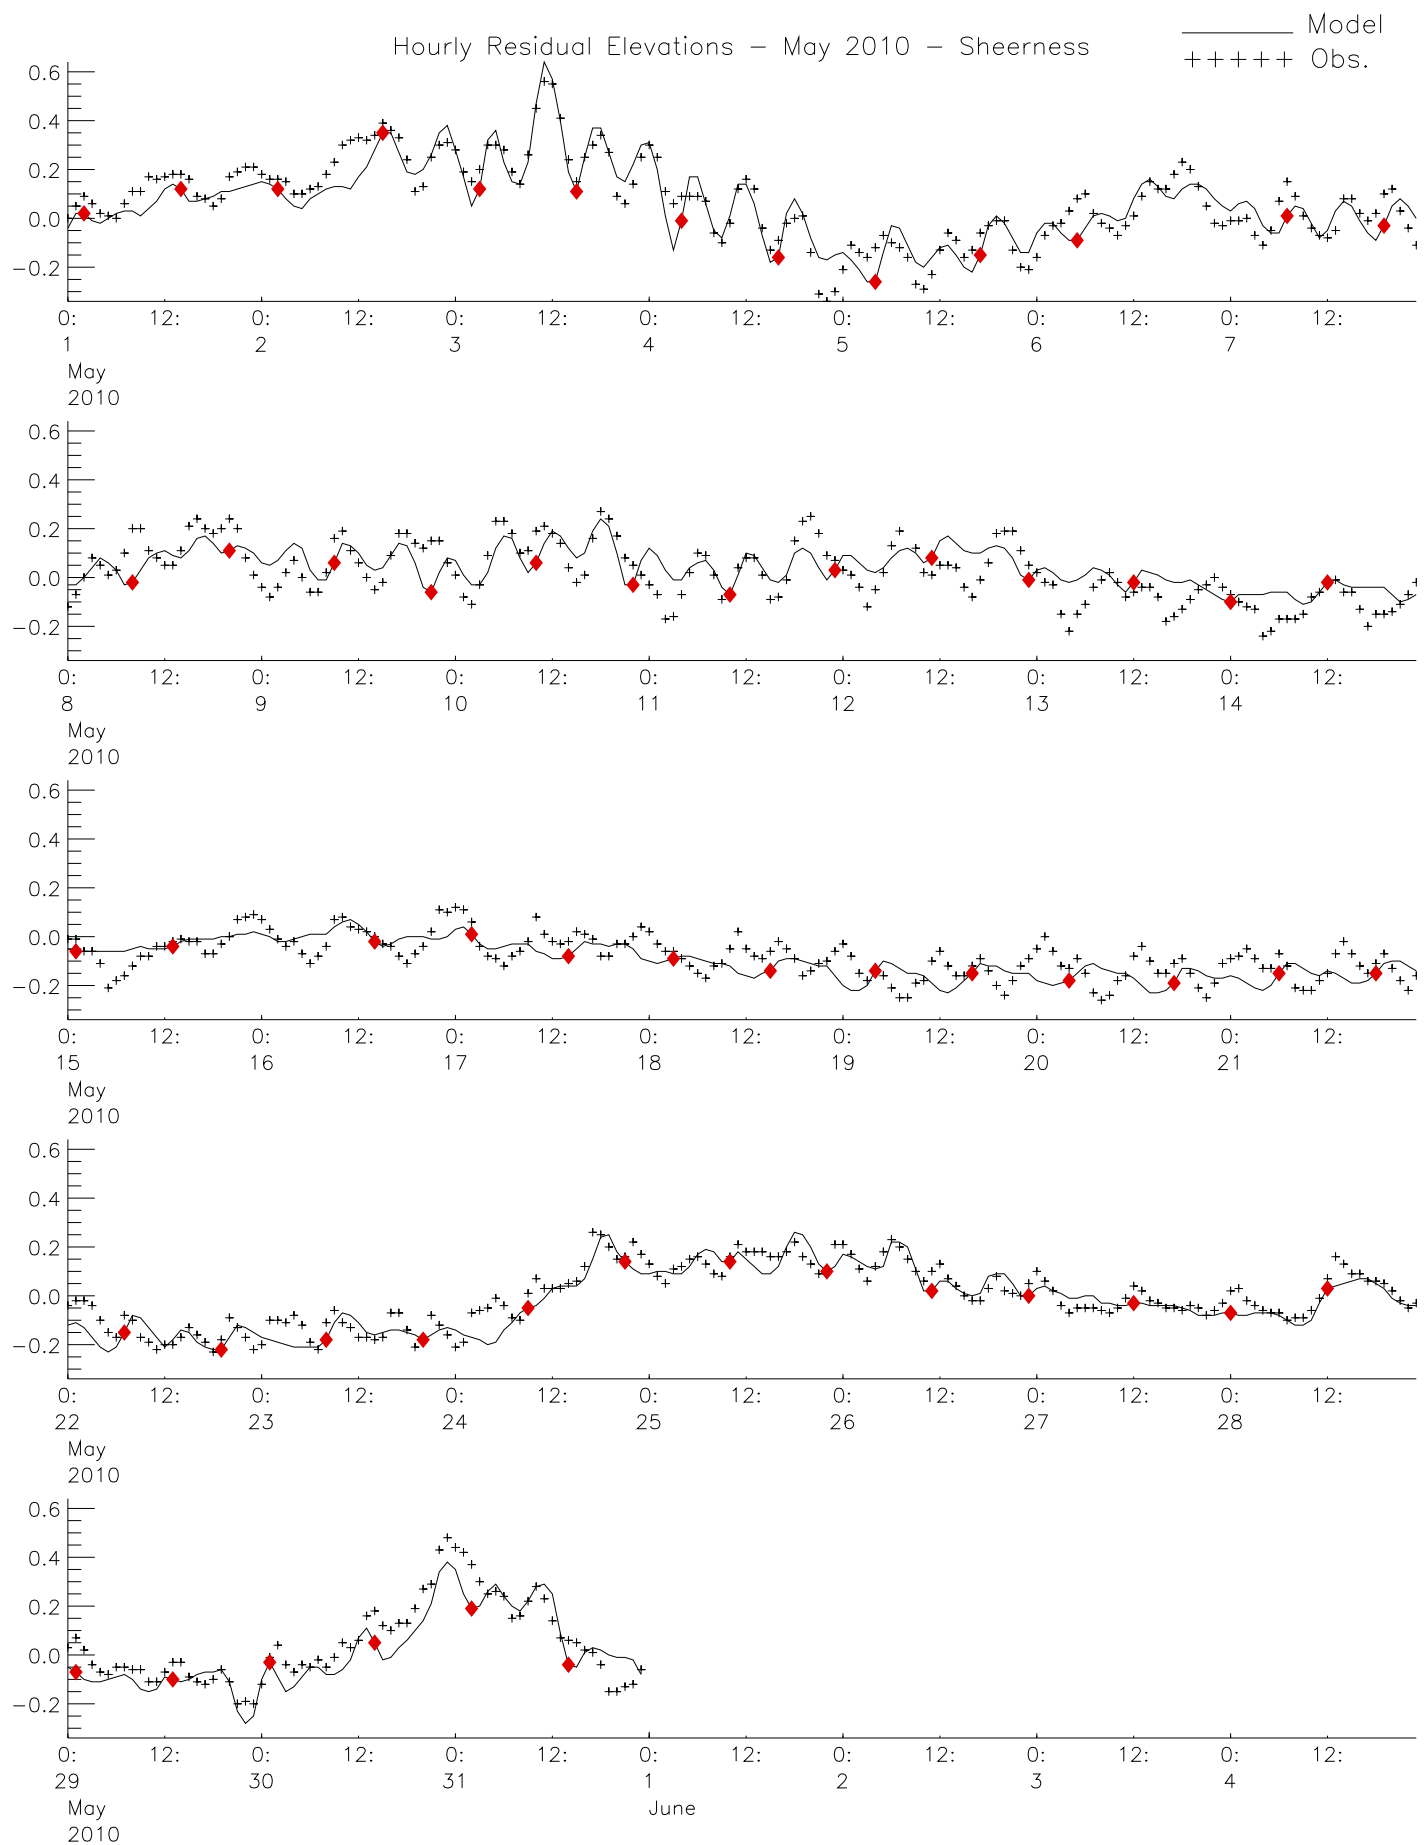 Hourly Residual Elevations – May 2010 – Sheerness
Model
+++++ Obs.
0.6
0.4
0.2
0.0
−0.2
0: 12: 0: 12: 0: 12: 0: 12: 0: 12: 0: 12: 0: 12:
1 2 3 4 5 6 7
May
2010
0.6
0.4
0.2
0.0
−0.2
0: 12: 0: 12: 0: 12: 0: 12: 0: 12: 0: 12: 0: 12:
8 9 10 11 12 13 14
May
2010
0.6
0.4
0.2
0.0
−0.2
0: 12: 0: 12: 0: 12: 0: 12: 0: 12: 0: 12: 0: 12:
15 16 17 18 19 20 21
May
2010
0.6
0.4
0.2
0.0
−0.2
0: 12: 0: 12: 0: 12: 0: 12: 0: 12: 0: 12: 0: 12:
22 23 24 25 26 27 28
May
2010
0.6
0.4
0.2
0.0
−0.2
0: 12: 0: 12: 0: 12: 0: 12: 0: 12: 0: 12: 0: 12:
29 30 31 1 2 3 4
May June
2010